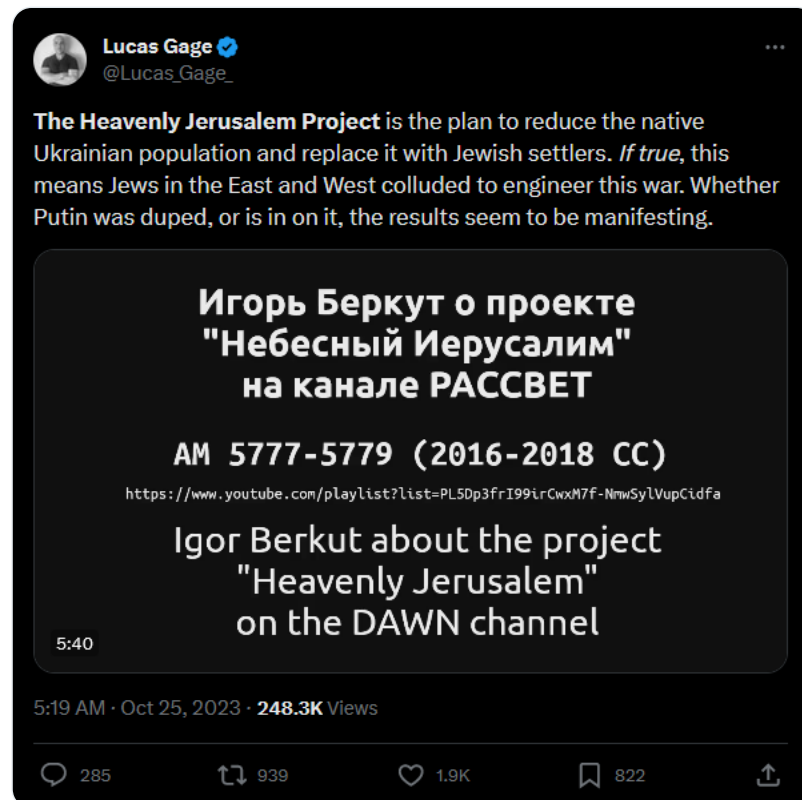 Lucas Gage
@Lucas_Gage_
The Heavenly Jerusalem Project is the plan to reduce the native
Ukrainian population and replace it with Jewish settlers. If true, this
means Jews in the East and West colluded to engineer this war. Whether
Putin was duped, or is in on it, the results seem to be manifesting.
Игорь Беркут о проекте
"Небесный Иерусалим"
на канале РАССВЕТ
AM 5777-5779 (2016-2018 CC)
https://www.youtube.com/playlist?list=PL5Dp3frI99irCwxM7f-NmwSylVupCidfa
Igor Berkut about the project
"Heavenly Jerusalem"
on the DAWN channel
5:40
5:19 AM · Oct 25, 2023 · 248.3K Views
285 939 1.9K 822